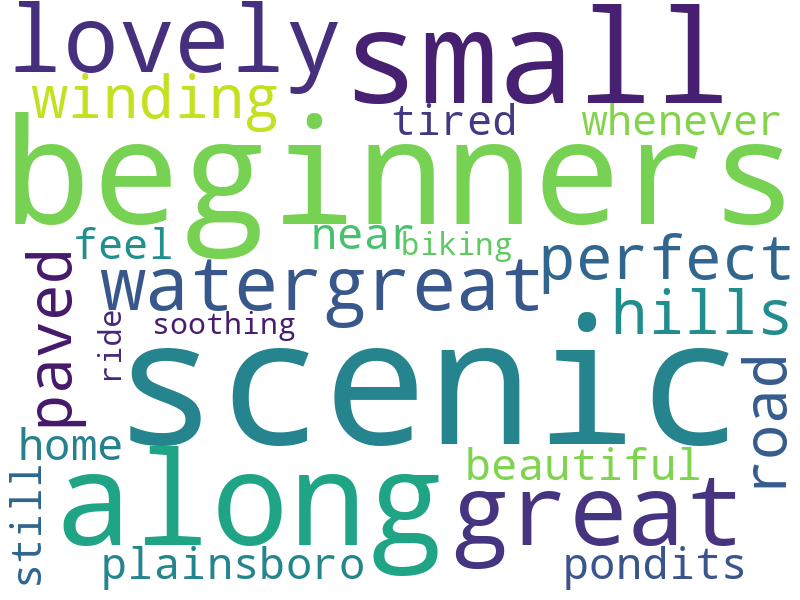 lovely small
winding
tired whenever
beginners
feel near biking
paved watergreat perfect
ride soothing hills
scenic road
home
still along beautiful
great
plainsboro pondits